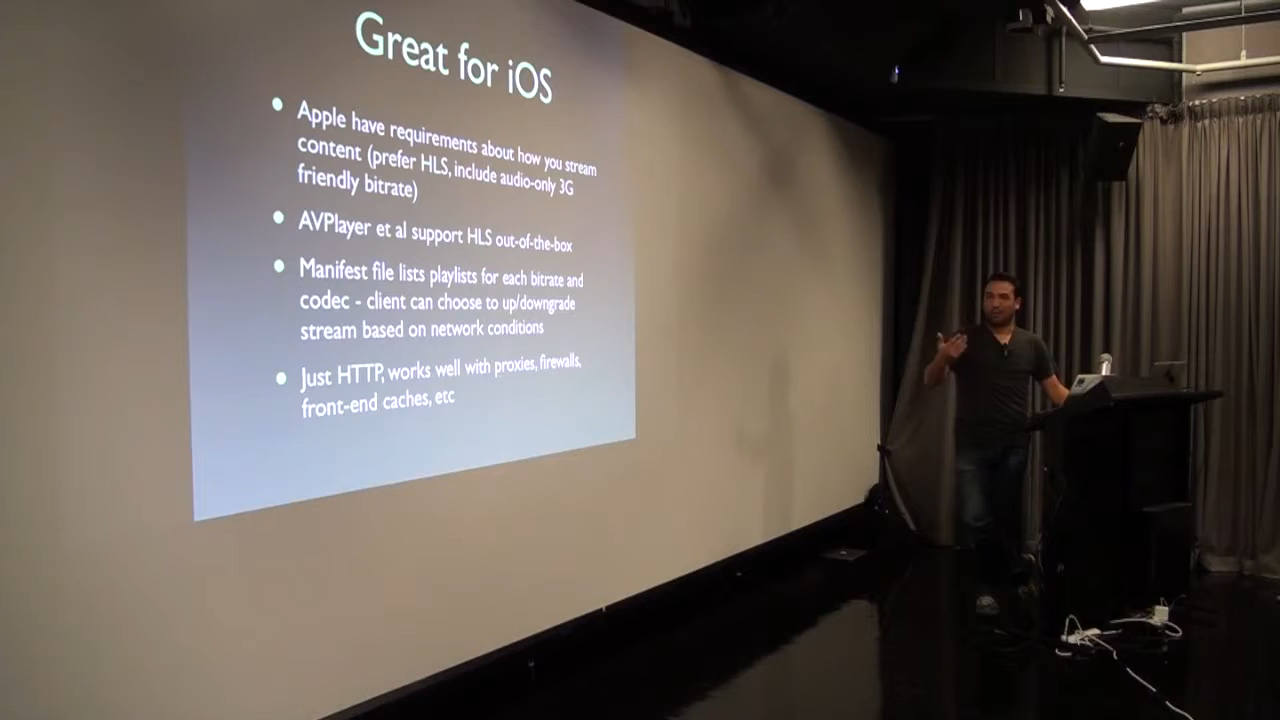 Great for iOS
Apple have requirements about how you stream
content (prefer HLS, include audio-only 3G
friendly bitrate)
AVPlayer et al support HLS out-of-the-box
Manifest file lists playlists for each bitrate and
codec - client can choose to up/downgrade
stream based on network conditions
Just HTTP, works well with proxies, firewalls,
front-end caches, etc